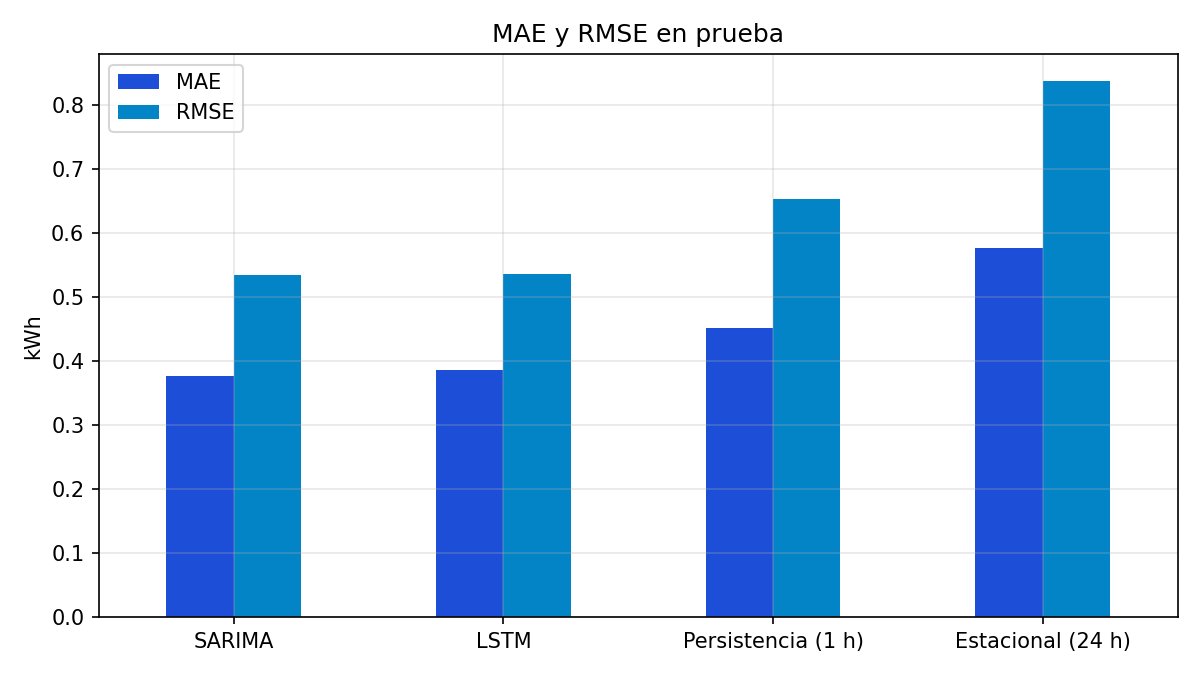 MAE y RMSE en prueba
MAE
RMSE
kWh
0.8
0.7
0.6
0.5
0.4
0.3
0.2
0.1
0.0
SARIMA
LSTM
Persistencia (1 h)
Estacional (24 h)